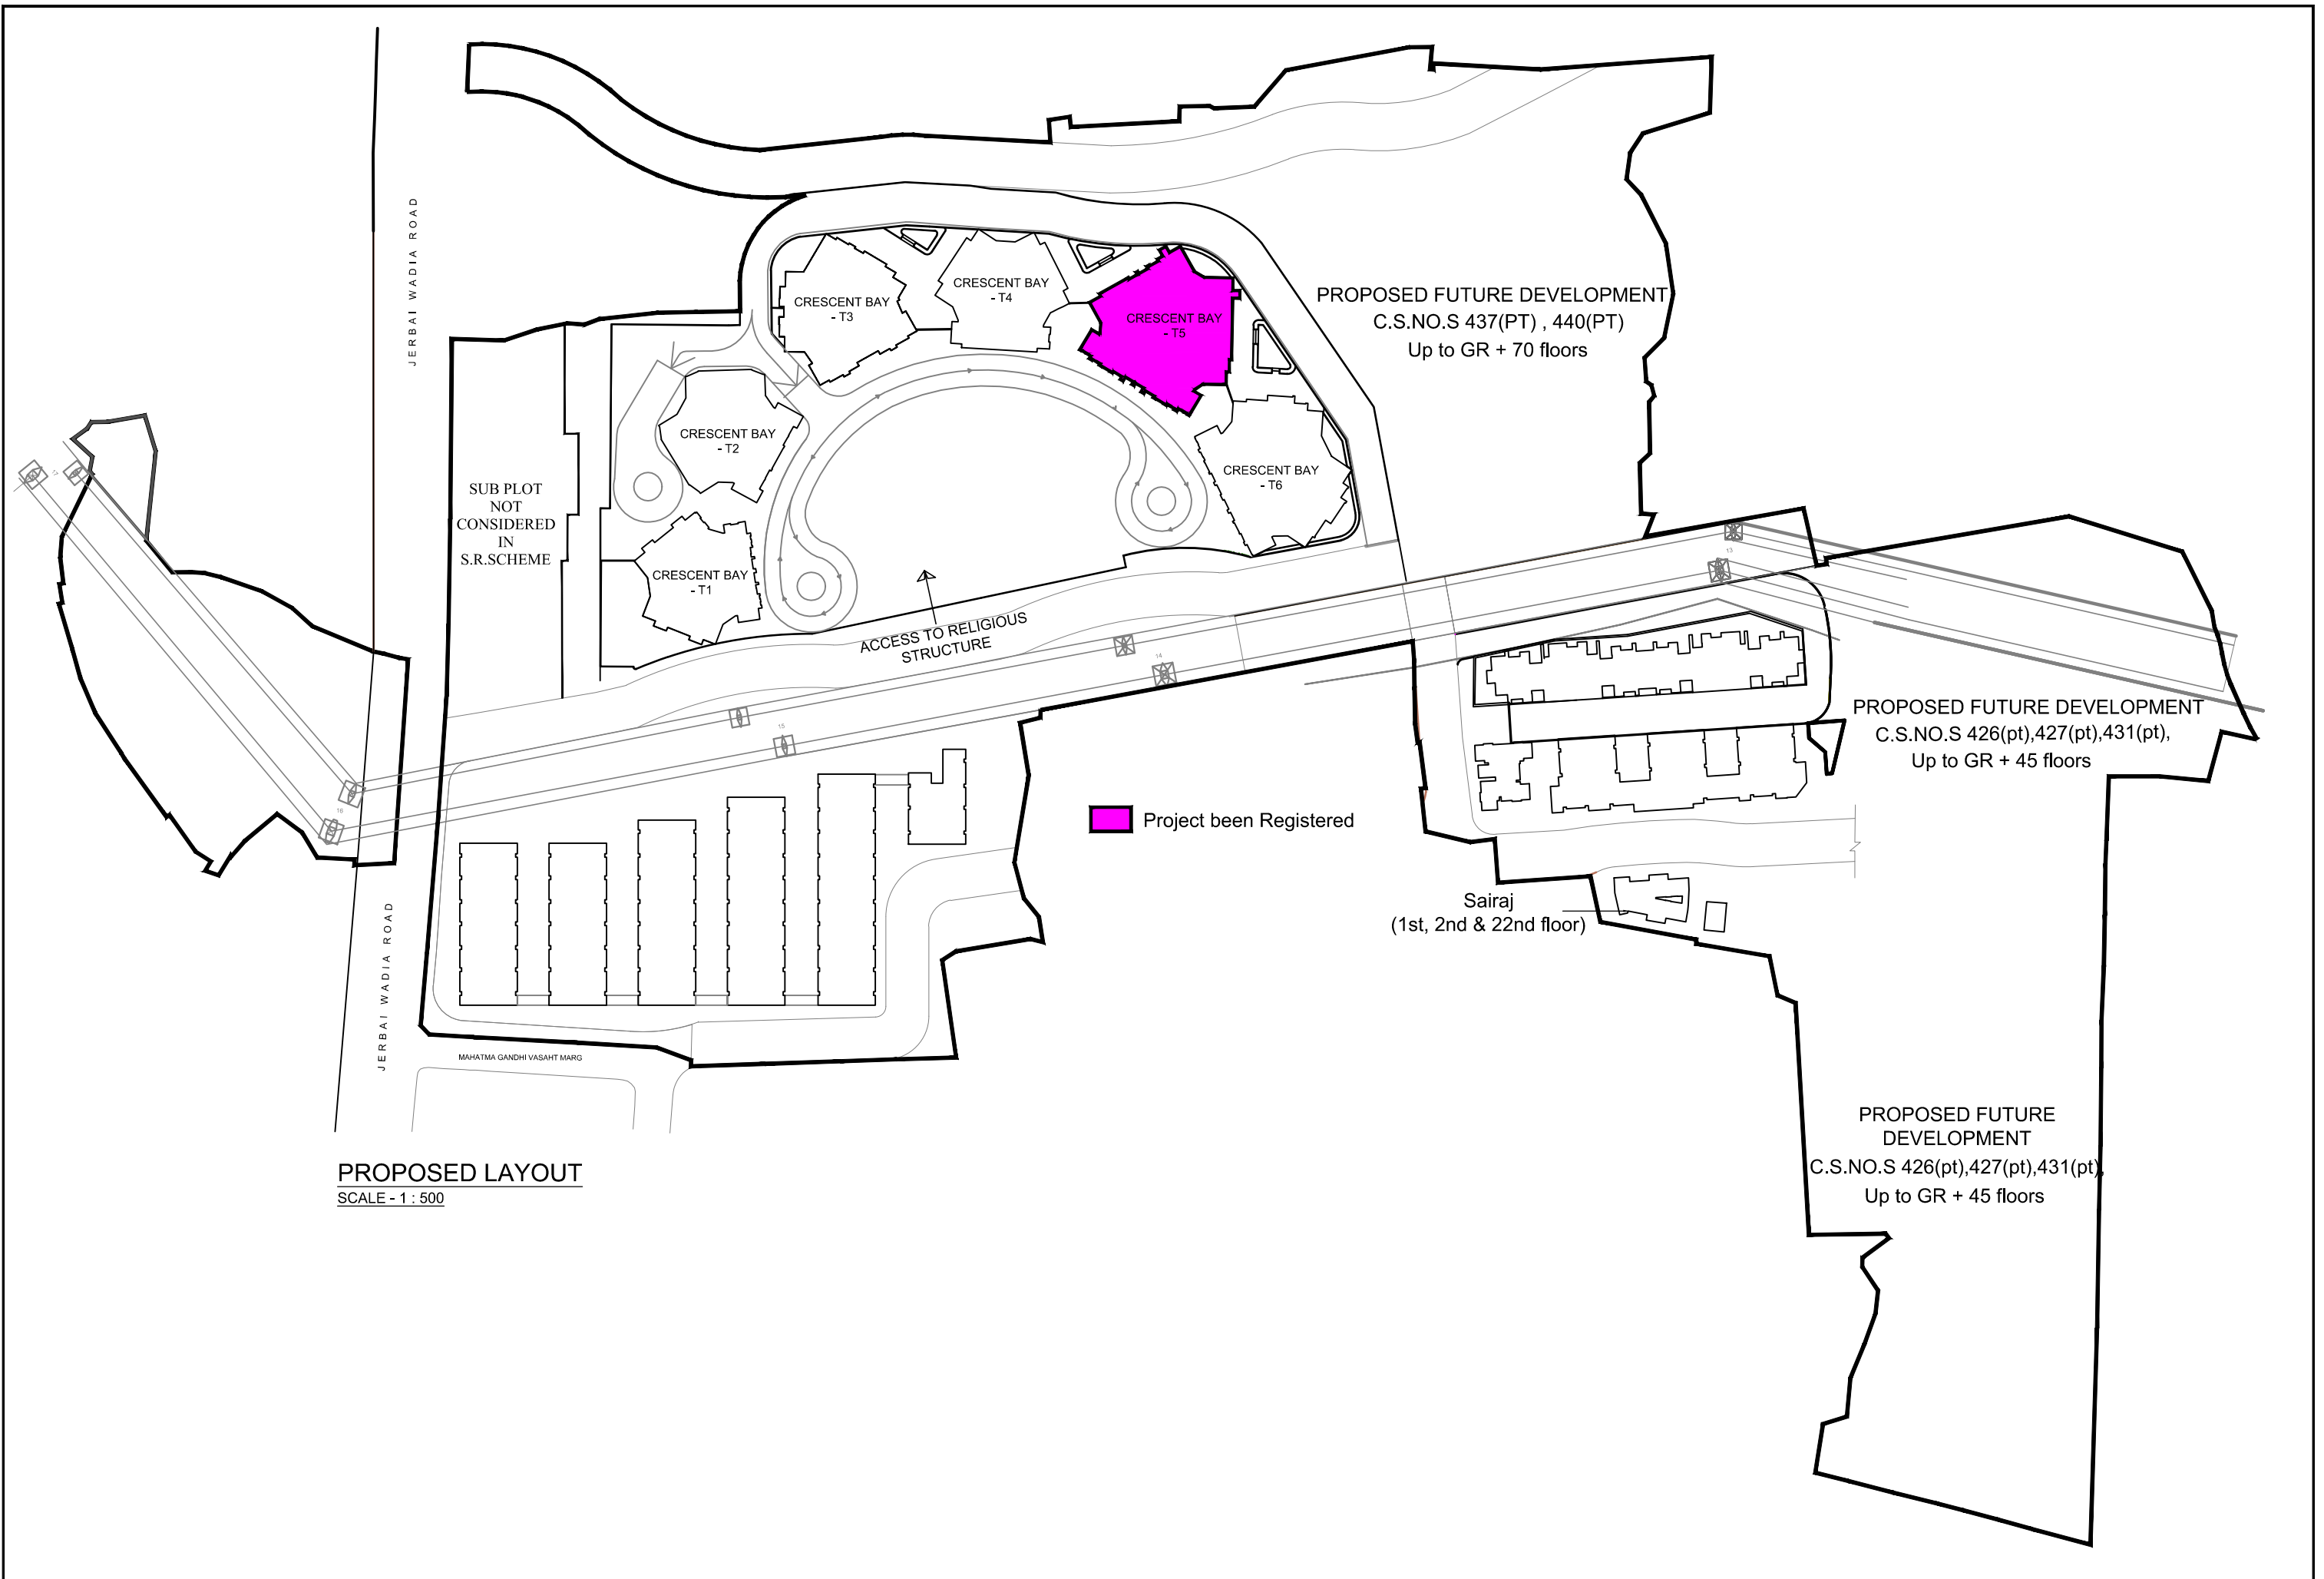 JERBAI WADIA ROAD
CRESCENT BAY
- T3
CRESCENT BAY
- T4
CRESCENT BAY
- T5
PROPOSED FUTURE DEVELOPMENT
C.S.NO.S 437(PT) , 440(PT)
Up to GR + 70 floors
CRESCENT BAY
- T2
CRESCENT BAY
- T6
SUB PLOT
NOT
CONSIDERED
IN
S.R.SCHEME
CRESCENT BAY
- T1
ACCESS TO RELIGIOUS
STRUCTURE
13
14
15
16
PROPOSED FUTURE DEVELOPMENT
C.S.NO.S 426(pt),427(pt),431(pt),
Up to GR + 45 floors
Project been Registered
Sairaj
(1st, 2nd & 22nd floor)
JERBAI WADIA ROAD
MAHATMA GANDHI VASAHT MARG
PROPOSED FUTURE
DEVELOPMENT
C.S.NO.S 426(pt),427(pt),431(pt),
Up to GR + 45 floors
PROPOSED LAYOUT
SCALE - 1 : 500